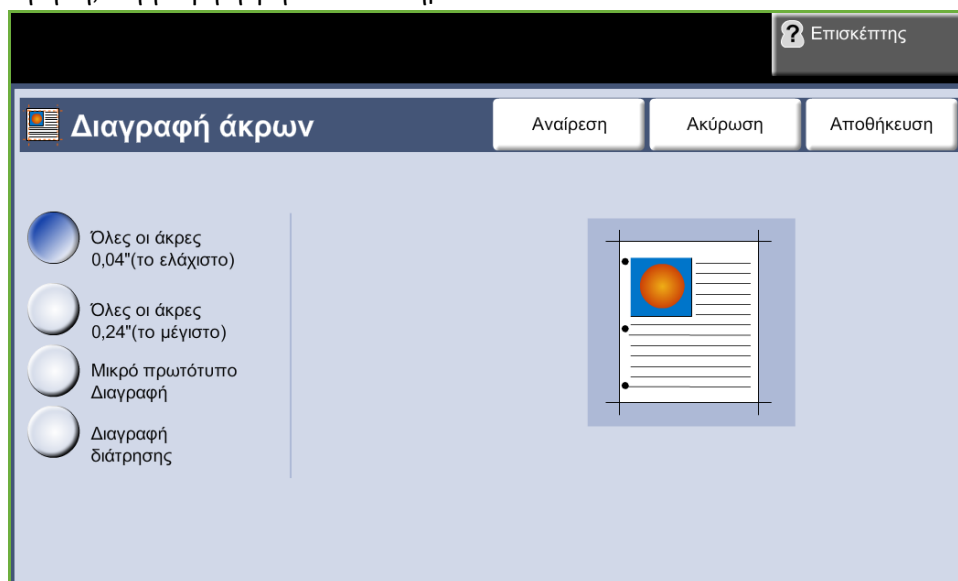 ? Επισκέπτης
Διαγραφή άκρων
Αναίρεση
Ακύρωση
Αποθήκευση
Όλες οι άκρες
0,04"(το ελάχιστο)
Όλες οι άκρες
0,24"(το μέγιστο)
Μικρό πρωτότυπο
Διαγραφή
Διαγραφή
διάτρησης